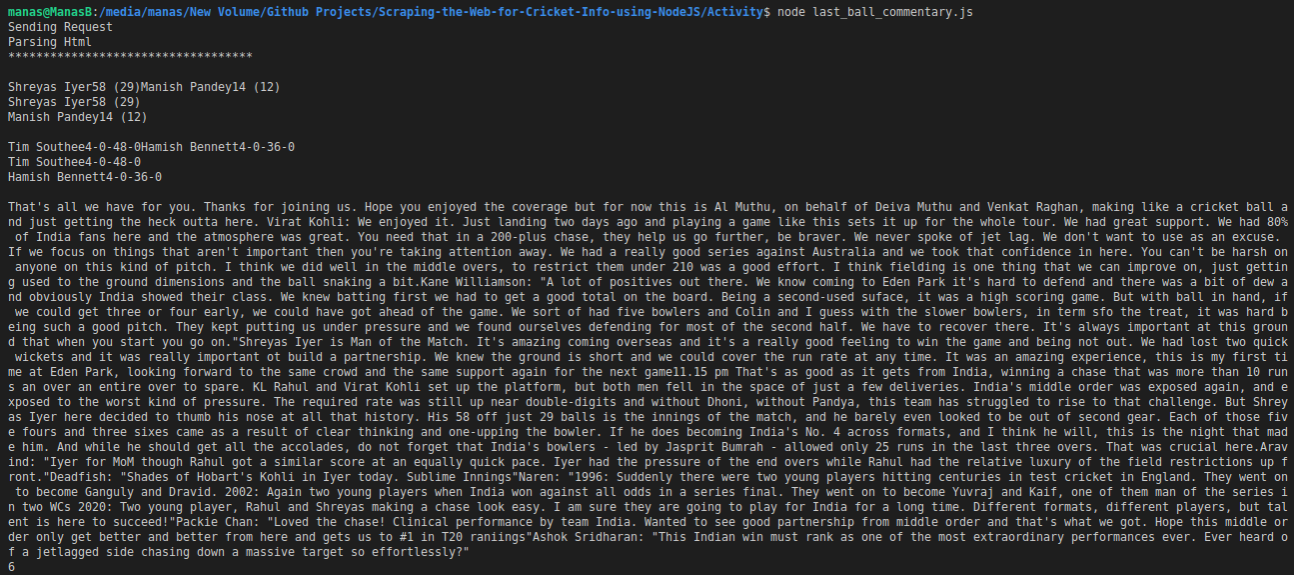 manas@ManasB:/media/manas/New Volume/Github Projects/Scraping-the-Web-for-Cricket-Info-using-NodeJS/Activity$ node last_ball_commentary.js
Sending Request
Parsing Html
***********************************
Shreyas Iyer58 (29)Manish Pandey14 (12)
Shreyas Iyer58 (29)
Manish Pandey14 (12)
Tim Southee4-0-48-0Hamish Bennett4-0-36-0
Tim Southee4-0-48-0
Hamish Bennett4-0-36-0
That's all we have for you. Thanks for joining us. Hope you enjoyed the coverage but for now this is Al Muthu, on behalf of Deiva Muthu and Venkat Raghan, making like a cricket ball a
nd just getting the heck outta here. Virat Kohli: We enjoyed it. Just landing two days ago and playing a game like this sets it up for the whole tour. We had great support. We had 80%
 of India fans here and the atmosphere was great. You need that in a 200-plus chase, they help us go further, be braver. We never spoke of jet lag. We don't want to use as an excuse.
If we focus on things that aren't important then you're taking attention away. We had a really good series against Australia and we took that confidence in here. You can't be harsh on
 anyone on this kind of pitch. I think we did well in the middle overs, to restrict them under 210 was a good effort. I think fielding is one thing that we can improve on, just gettin
g used to the ground dimensions and the ball snaking a bit.Kane Williamson: "A lot of positives out there. We know coming to Eden Park it's hard to defend and there was a bit of dew a
nd obviously India showed their class. We knew batting first we had to get a good total on the board. Being a second-used suface, it was a high scoring game. But with ball in hand, if
 we could get three or four early, we could have got ahead of the game. We sort of had five bowlers and Colin and I guess with the slower bowlers, in term sfo the treat, it was hard b
eing such a good pitch. They kept putting us under pressure and we found ourselves defending for most of the second half. We have to recover there. It's always important at this groun
d that when you start you go on."Shreyas Iyer is Man of the Match. It's amazing coming overseas and it's a really good feeling to win the game and being not out. We had lost two quick
 wickets and it was really important ot build a partnership. We knew the ground is short and we could cover the run rate at any time. It was an amazing experience, this is my first ti
me at Eden Park, looking forward to the same crowd and the same support again for the next game11.15 pm That's as good as it gets from India, winning a chase that was more than 10 run
s an over an entire over to spare. KL Rahul and Virat Kohli set up the platform, but both men fell in the space of just a few deliveries. India's middle order was exposed again, and e
xposed to the worst kind of pressure. The required rate was still up near double-digits and without Dhoni, without Pandya, this team has struggled to rise to that challenge. But Shrey
as Iyer here decided to thumb his nose at all that history. His 58 off just 29 balls is the innings of the match, and he barely even looked to be out of second gear. Each of those fiv
e fours and three sixes came as a result of clear thinking and one-upping the bowler. If he does becoming India's No. 4 across formats, and I think he will, this is the night that mad
e him. And while he should get all the accolades, do not forget that India's bowlers - led by Jasprit Bumrah - allowed only 25 runs in the last three overs. That was crucial here.Arav
ind: "Iyer for MoM though Rahul got a similar score at an equally quick pace. Iyer had the pressure of the end overs while Rahul had the relative luxury of the field restrictions up f
ront."Deadfish: "Shades of Hobart's Kohli in Iyer today. Sublime Innings"Naren: "1996: Suddenly there were two young players hitting centuries in test cricket in England. They went on
 to become Ganguly and Dravid. 2002: Again two young players when India won against all odds in a series final. They went on to become Yuvraj and Kaif, one of them man of the series i
n two WCs 2020: Two young player, Rahul and Shreyas making a chase look easy. I am sure they are going to play for India for a long time. Different formats, different players, but tal
ent is here to succeed!"Packie Chan: "Loved the chase! Clinical performance by team India. Wanted to see good partnership from middle order and that's what we got. Hope this middle or
der only get better and better from here and gets us to #1 in T20 raniings"Ashok Sridharan: "This Indian win must rank as one of the most extraordinary performances ever. Ever heard o
f a jetlagged side chasing down a massive target so effortlessly?"
6